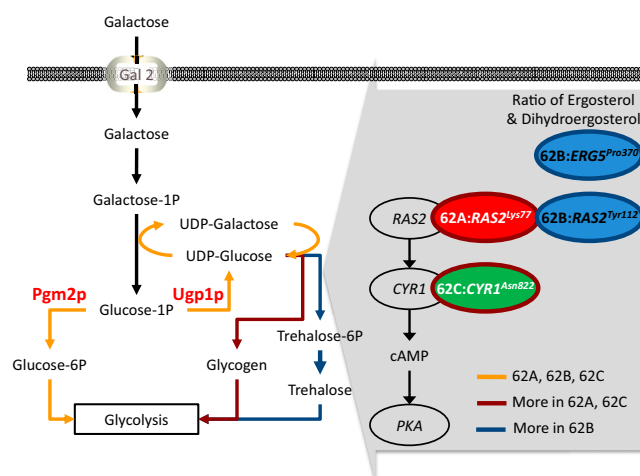 Galactose
Gal 2
Galactose
Galactose-1P
UDP-Galactose
UDP-Glucose
Pgm2p
Ugp1p
Glucose-1P
Glucose-6P
Glycogen
Trehalose-6P
Trehalose
Glycolysis
Ratio of Ergosterol
& Dihydroergosterol
62B:ERG5Pro370
RAS2
62A:RAS2Lys77
62B:RAS2Tyr112
CYR1
62C:CYR1Asn822
cAMP
PKA
62A, 62B, 62C
More in 62A, 62C
More in 62B